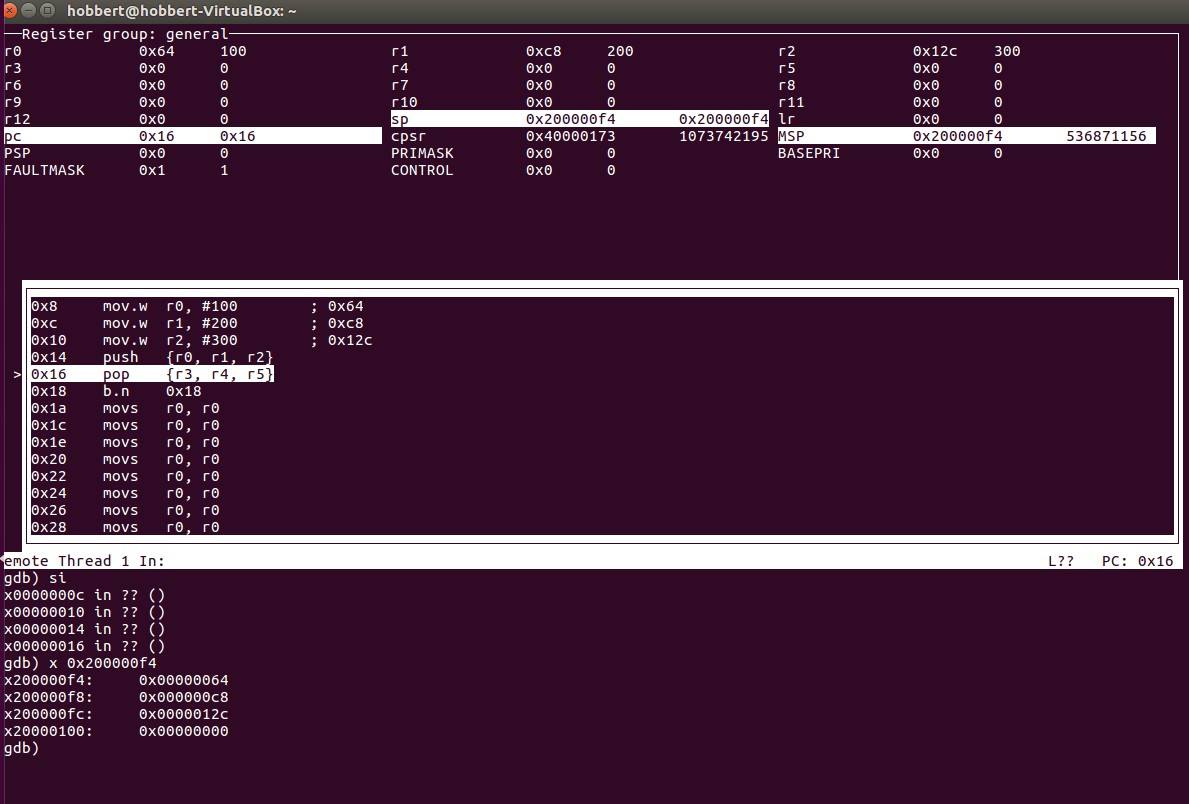 hobbert@hobbert-VirtualBox: ~
Register group: general
r0 0x64 100 r1 0xc8 200 r2 0x12c 300
r3 0x0 0 r4 0x0 0 r5 0x0 0
r6 0x0 0 r7 0x0 0 r8 0x0 0
r9 0x0 0 r10 0x0 0 r11 0x0 0
r12 0x0 0 sp 0x200000f4 0x200000f4 lr 0x0 0
pc 0x16 0x16 cpsr 0x40000173 1073742195 MSP 0x200000f4 536871156
PSP 0x0 0 PRIMASK 0x0 0 BASEPRI 0x0 0
FAULTMASK 0x1 1 CONTROL 0x0 0
0x8 mov.w r0, #100 ; 0x64
0xc mov.w r1, #200 ; 0xc8
0x10 mov.w r2, #300 ; 0x12c
0x14 push {r0, r1, r2}
> 0x16 pop {r3, r4, r5}
0x18 b.n 0x18
0x1a movs r0, r0
0x1c movs r0, r0
0x1e movs r0, r0
0x20 movs r0, r0
0x22 movs r0, r0
0x24 movs r0, r0
0x26 movs r0, r0
0x28 movs r0, r0
emote Thread 1 In: L?? PC: 0x16
gdb) si
x0000000c in ?? ()
x00000010 in ?? ()
x00000014 in ?? ()
x00000016 in ?? ()
gdb) x 0x200000f4
x200000f4: 0x00000064
x200000f8: 0x000000c8
x200000fc: 0x0000012c
x20000100: 0x00000000
gdb)